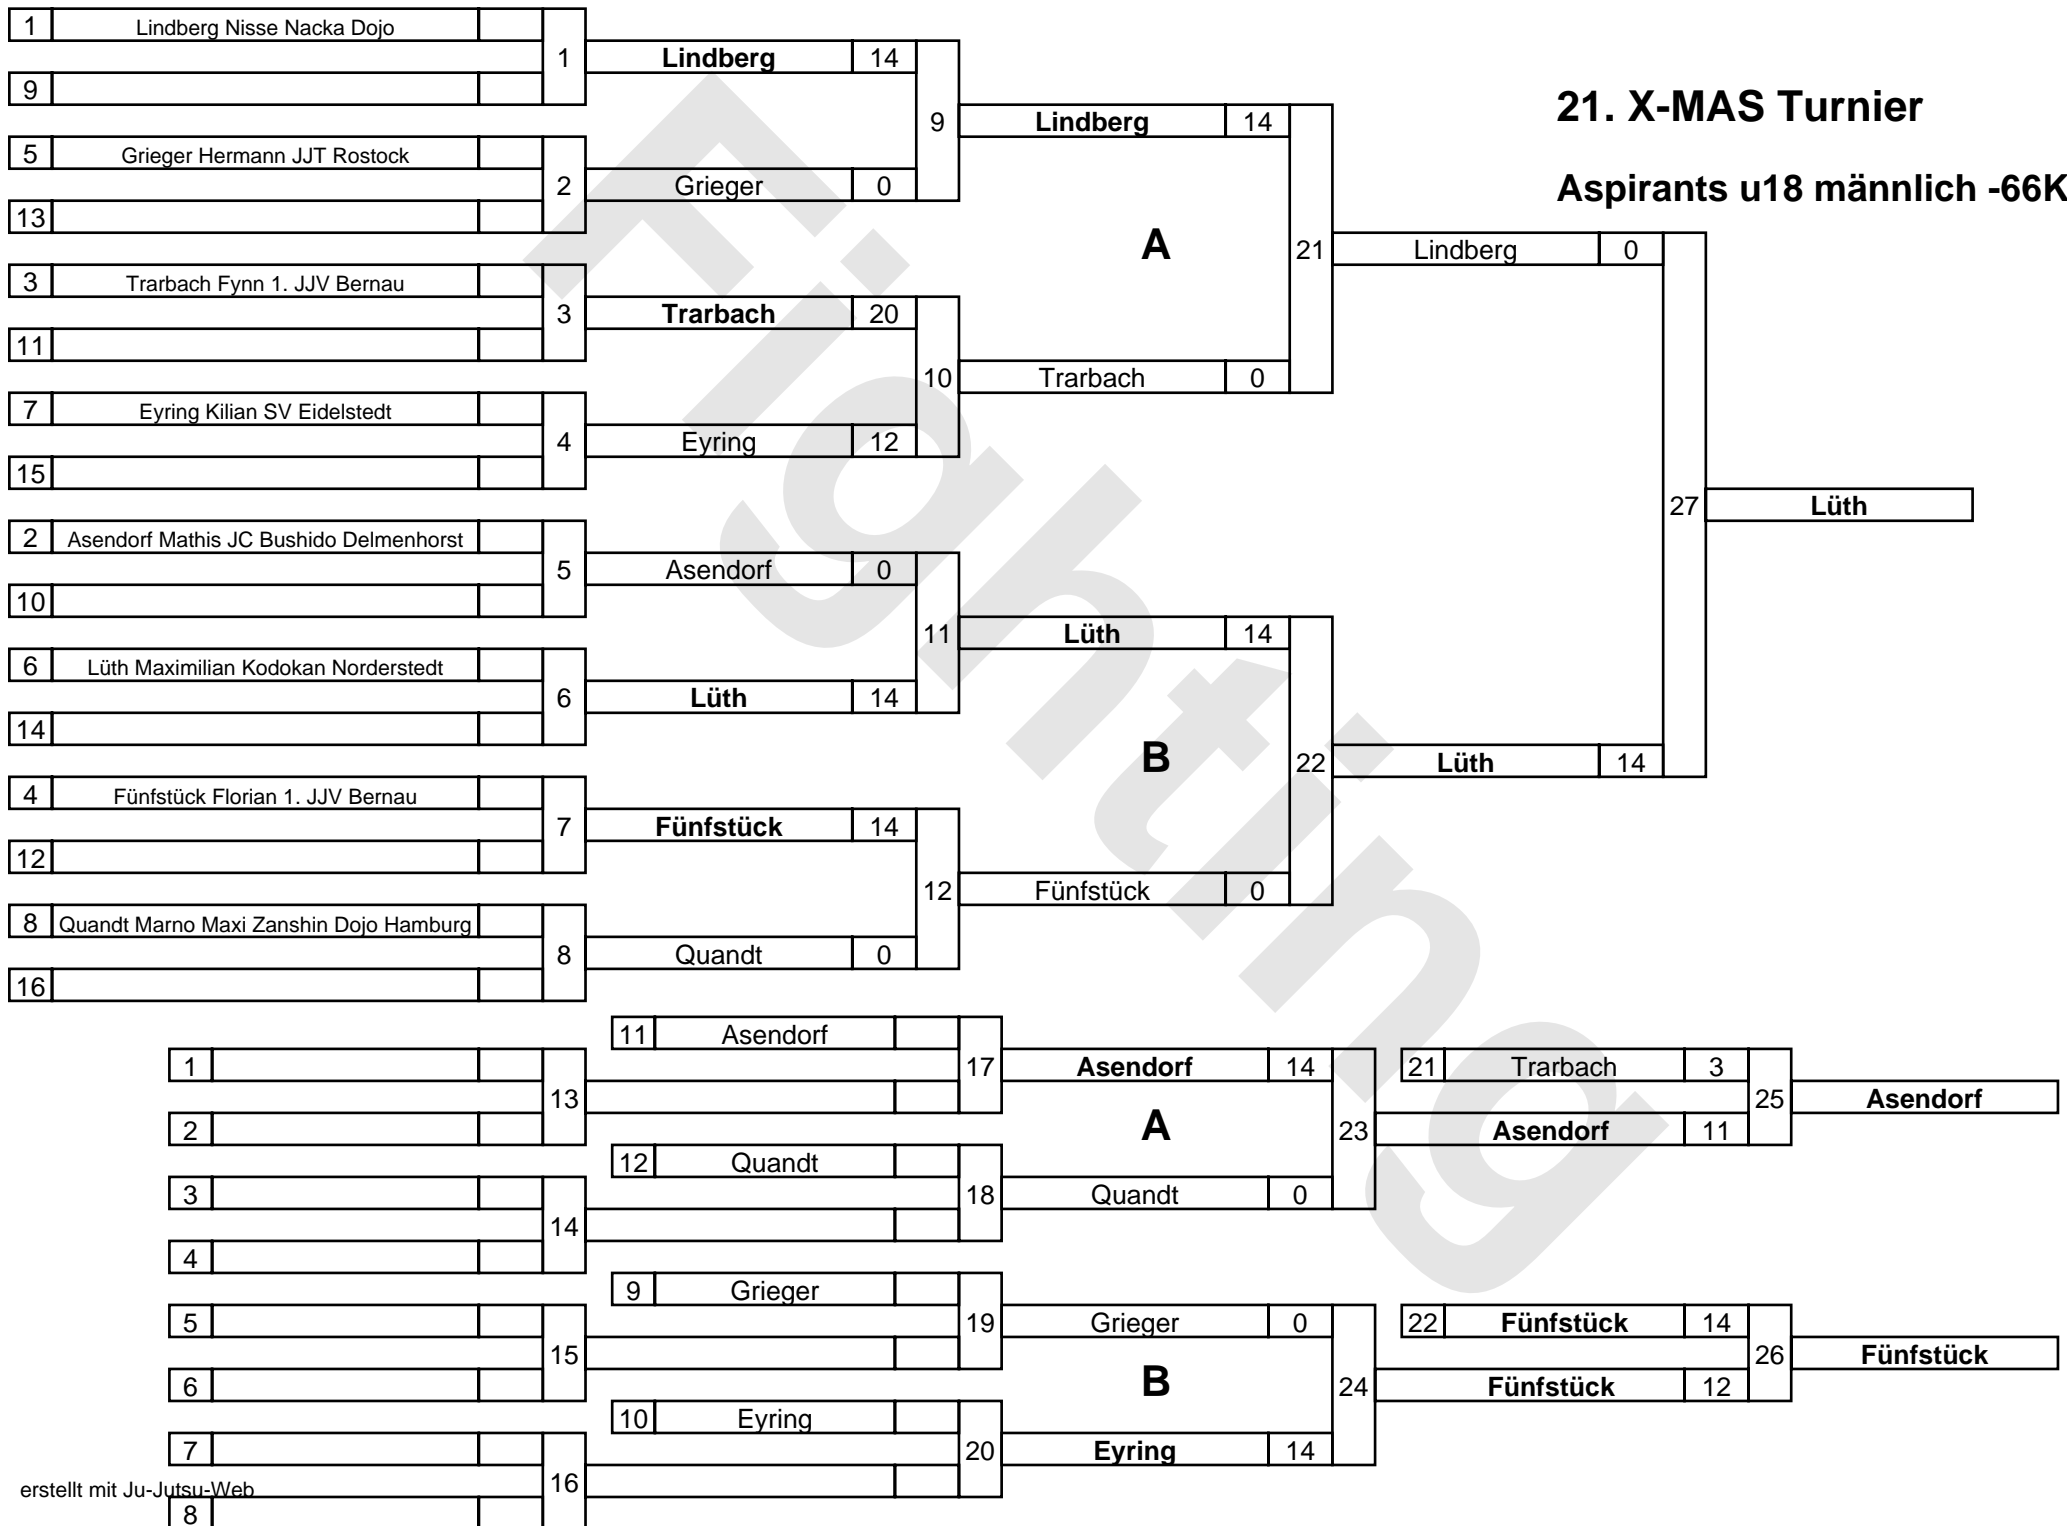 21. X-MAS Turnier
Aspirants u18 männlich -66K
Fighting
1 Lindberg Nisse Nacka Dojo
9
1
5 Grieger Hermann JJT Rostock
13
2
3 Trarbach Fynn 1. JJV Bernau
11
3
7 Eyring Kilian SV Eidelstedt
15
4
2 Asendorf Mathis JC Bushido Delmenhorst
10
5
6 Lüth Maximilian Kodokan Norderstedt
14
6
4 Fünfstück Florian 1. JJV Bernau
12
7
8 Quandt Marno Maxi Zanshin Dojo Hamburg
16
8
Lindberg 14
Grieger 0
9
Trarbach 20
Eyring 12
10
Asendorf 0
Lüth 14
11
Fünfstück 14
Quandt 0
12
Lindberg 14
A
Trarbach 0
21
Lüth 14
B
Fünfstück 0
22
Lindberg 0
Lüth 14
27
Lüth
1
2
13
3
4
14
5
6
15
7
8
16
11 Asendorf
17
12 Quandt
18
9 Grieger
19
10 Eyring
20
Asendorf 14
A
Quandt 0
23
Grieger 0
B
Eyring 14
24
21 Trarbach 3
Asendorf 11
25
Asendorf
22 Fünfstück 14
Fünfstück 12
26
Fünfstück
erstellt mit Ju-Jutsu-Web